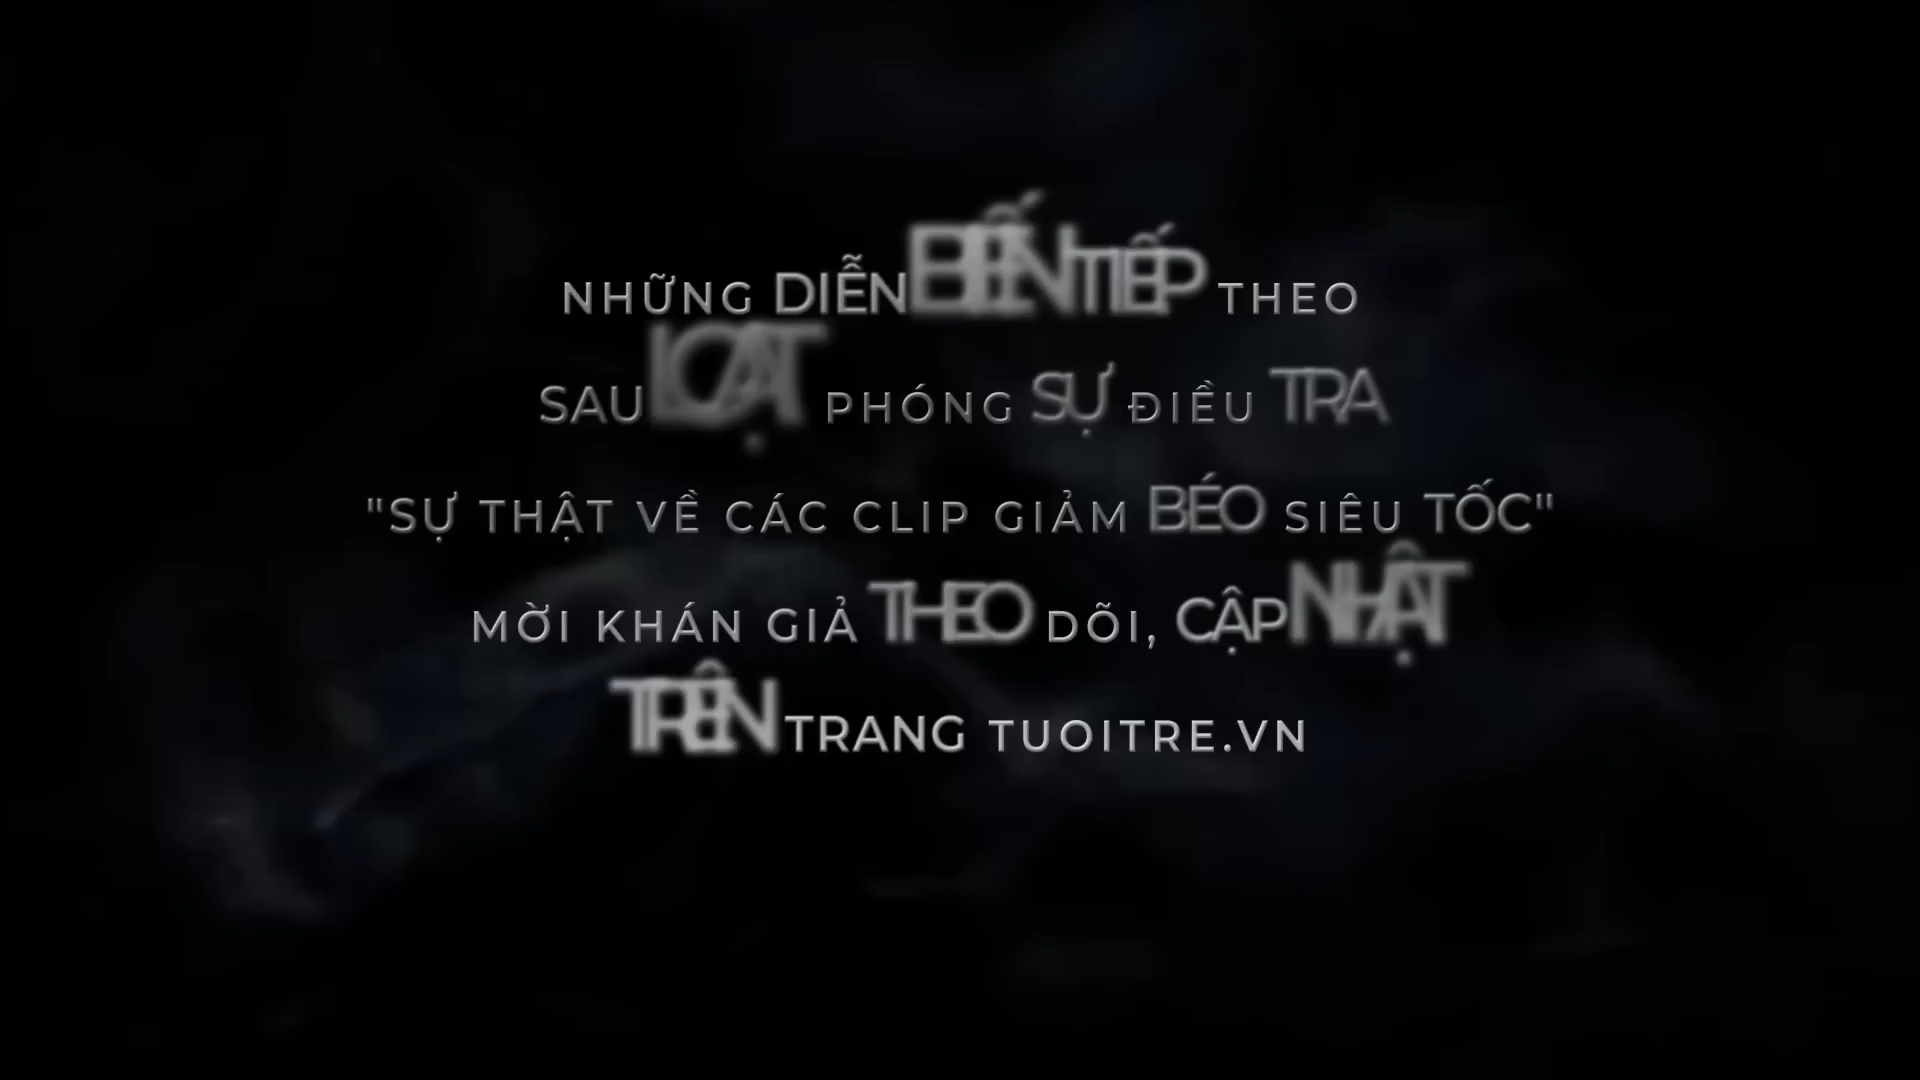 NHỮNG DIỄN BIẾN TIẾP THEO
SAU LOẠT PHÓNG SỰ ĐIỀU TRA
"SỰ THẬT VỀ CÁC CLIP GIẢM BÉO SIÊU TỐC"
MỜI KHÁN GIẢ THEO DÕI, CẬP NHẬT
TRÊN TRANG TUOITRE.VN